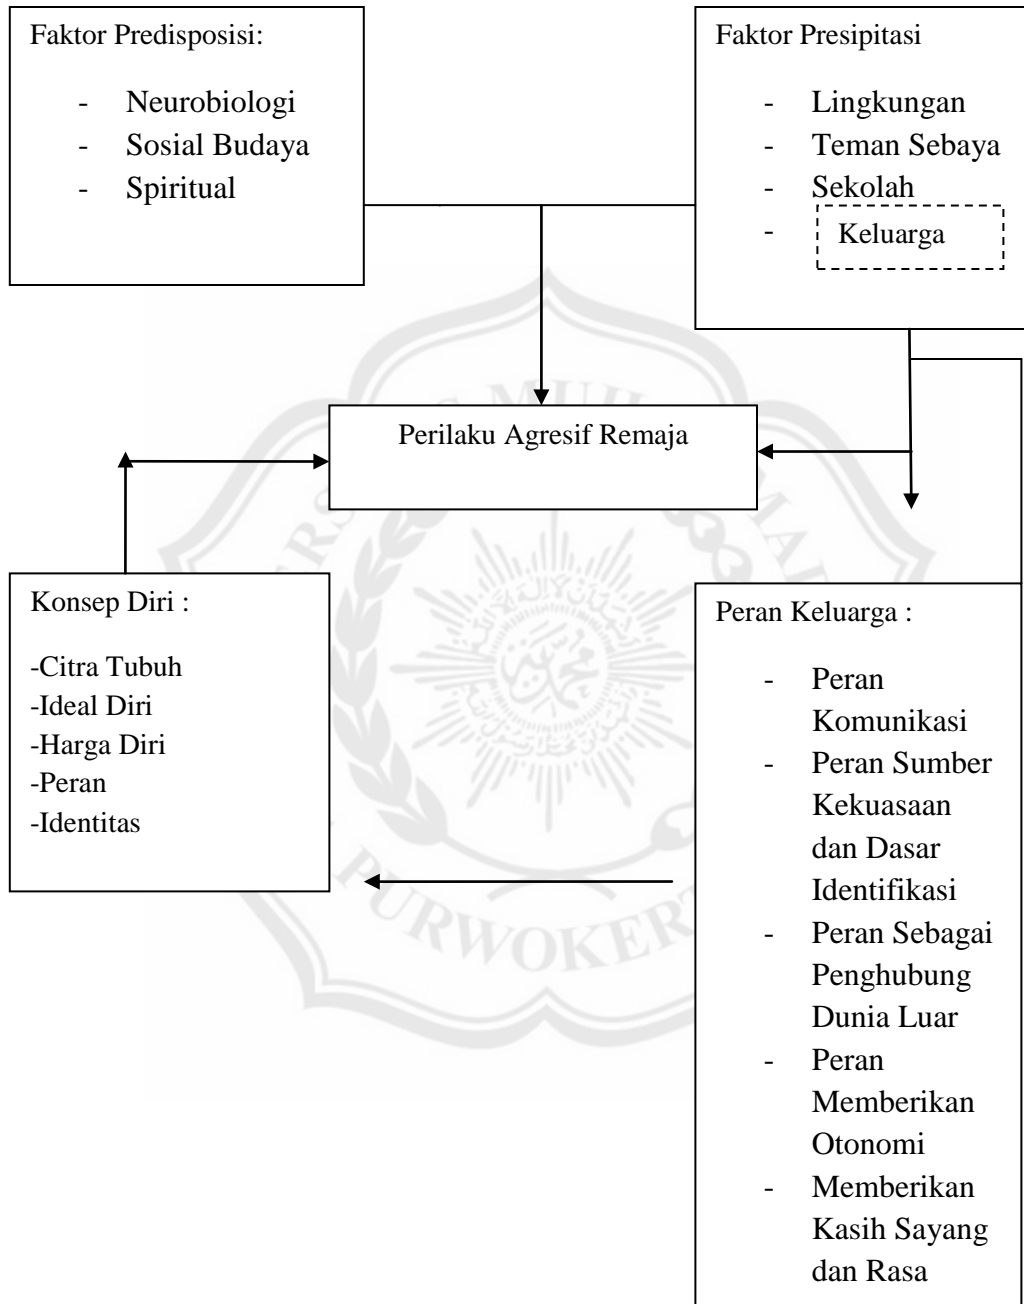 Faktor Predisposisi:
- Neurobiologi
- Sosial Budaya
- Spiritual
Faktor Presipitasi
- Lingkungan
- Teman Sebaya
- Sekolah
- Keluarga
Perilaku Agresif Remaja
Konsep Diri :
-Citra Tubuh
-Ideal Diri
-Harga Diri
-Peran
-Identitas
Peran Keluarga :
- Peran
Komunikasi
- Peran Sumber
Kekuasaan
dan Dasar
Identifikasi
- Peran Sebagai
Penghubung
Dunia Luar
- Peran
Memberikan
Otonomi
- Memberikan
Kasih Sayang
dan Rasa
PURWOKERT